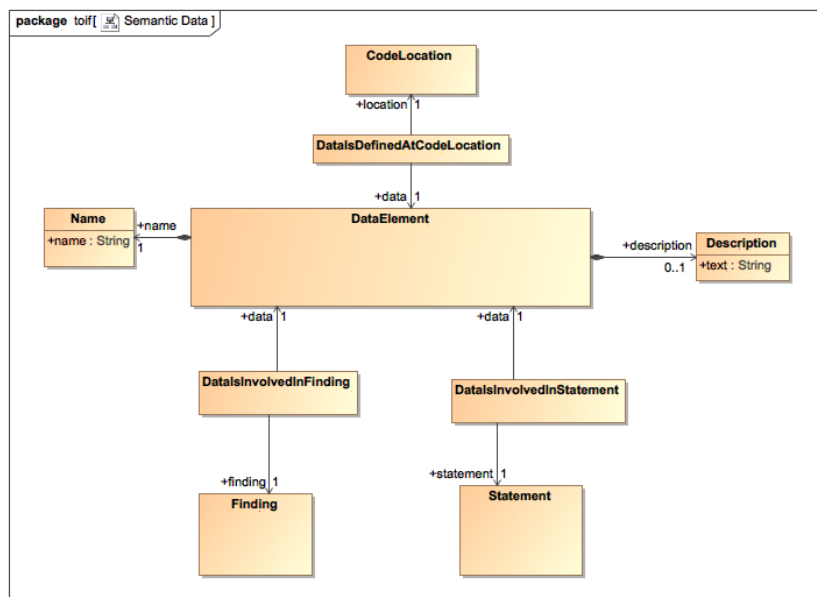 package toif[ Semantic Data ]
CodeLocation
+location 1
DataIsDefinedAtCodeLocation
+data 1
DataElement
Name
+name : String
+name
1
+description
0..1
Description
+text : String
+data 1
+data 1
DataIsInvolvedInFinding
DataIsInvolvedInStatement
+finding 1
+statement 1
Finding
Statement